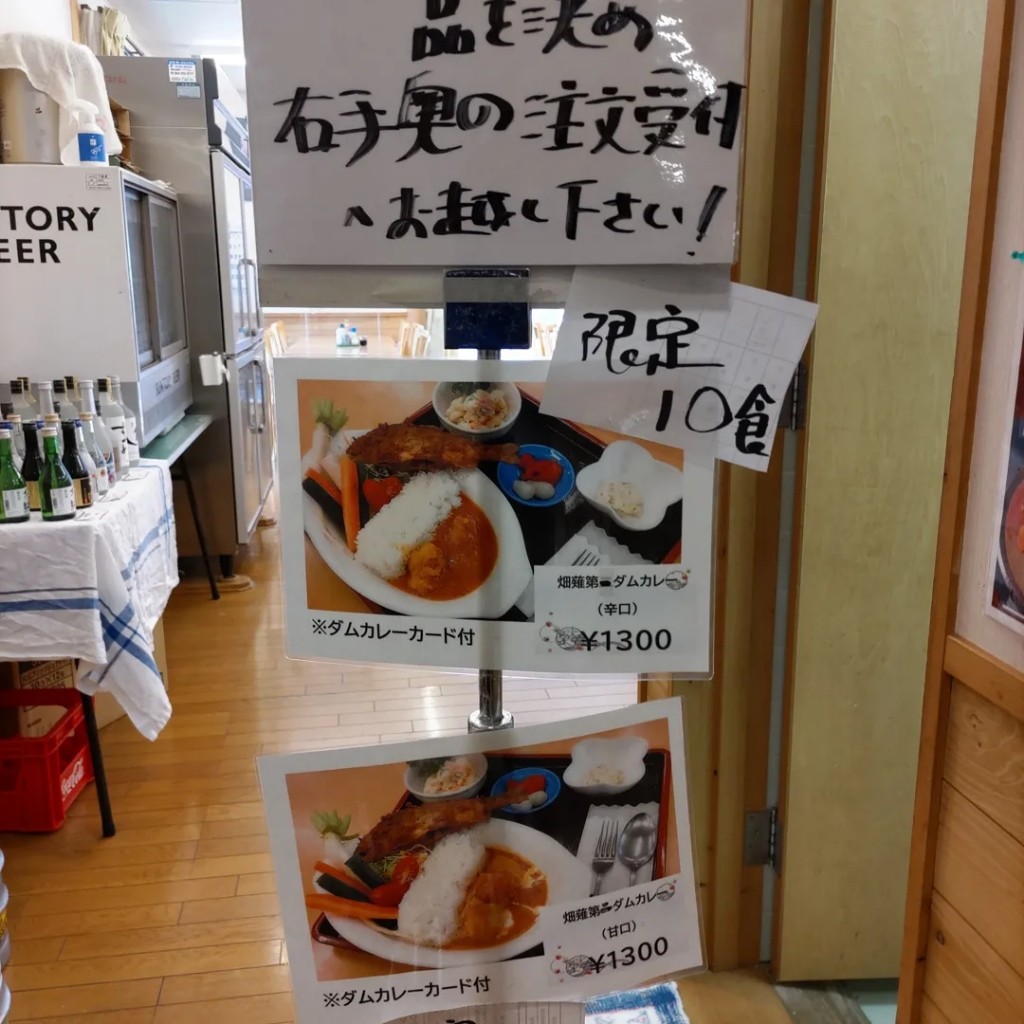 品を決め
右手奥の注文受付
へお越し下さい!
限定
10食
TORY
EER
畑薙第一ダムカレー
(辛口)
¥1300
※ダムカレーカード付
畑薙第一ダムカレー
(甘口)
¥1300
※ダムカレーカード付
Coca-Cola